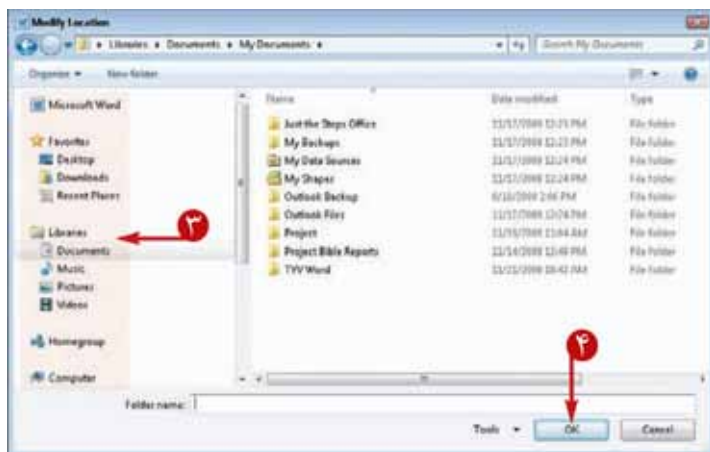 Modify Location
Libraries ▸ Documents ▸ My Documents ▸
Search My Documents
Organize
New folder
Microsoft Word
Favorites
Desktop
Downloads
Recent Places
Libraries
Documents
Music
Pictures
Videos
Homegroup
Computer
۳
Name Date modified Type
Just the Steps Office File folder
My Backups File folder
My Data Sources File folder
My Shapes File folder
Outlook Backup File folder
Outlook Files File folder
Project File folder
Project Bible Reports File folder
TYV Word File folder
۴
Folder name:
Tools OK Cancel